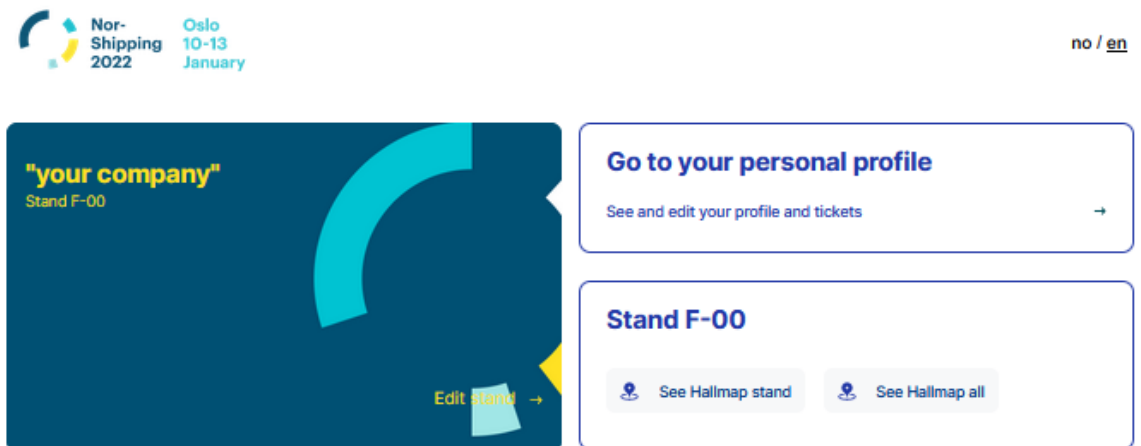 Nor-
Shipping
2022
Oslo
10-13
January
no / en
"your company"
Stand F-00
Edit stand →
Go to your personal profile
See and edit your profile and tickets →
Stand F-00
See Hallmap stand
See Hallmap all